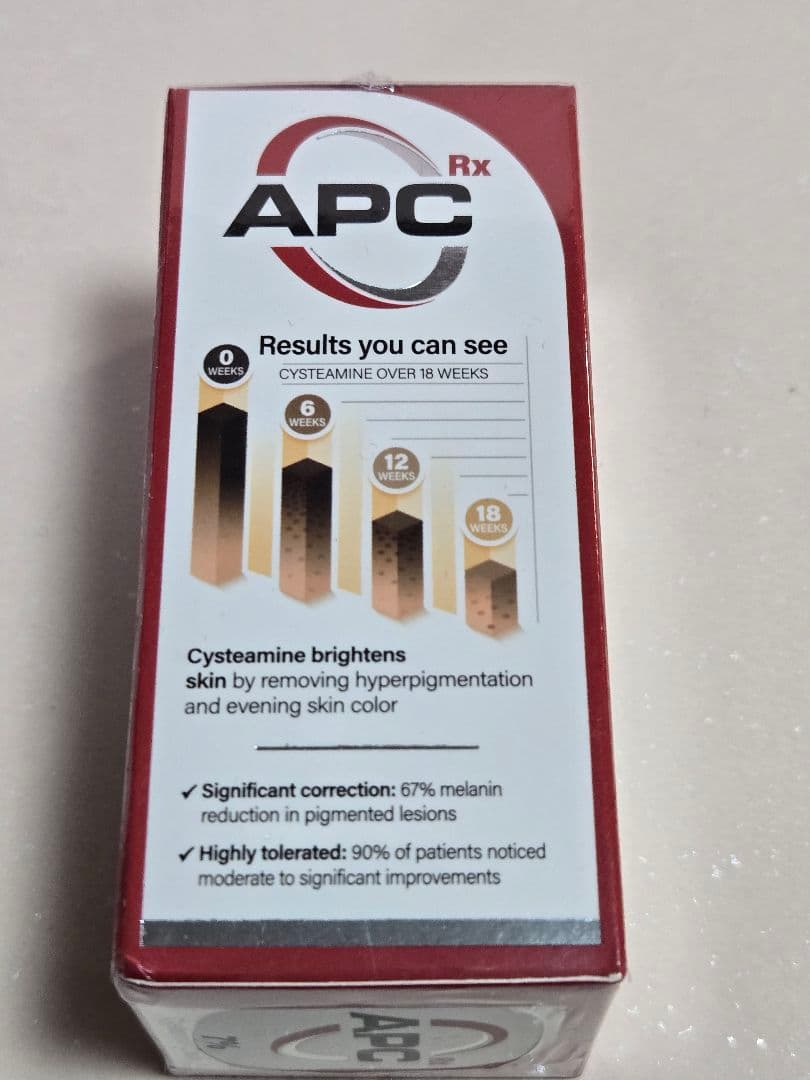 Rx
APC
Results you can see
CYSTEAMINE OVER 18 WEEKS
0
WEEKS
6
WEEKS
12
WEEKS
18
WEEKS
Cysteamine brightens
skin by removing hyperpigmentation
and evening skin color
✓ Significant correction: 67% melanin
reduction in pigmented lesions
✓ Highly tolerated: 90% of patients noticed
moderate to significant improvements
APC